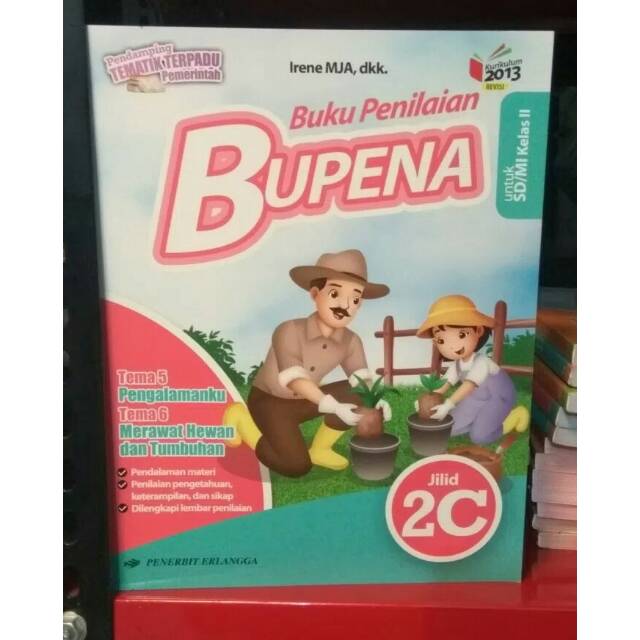 Pendamping
TEMATIK TERPADU
Pemerintah
Irene MJA, dkk.
Kurikulum
2013
REVISI
Buku Penilaian
BUPENA
untuk
SD/MI Kelas II
Tema 5
Pengalamanku
Tema 6
Merawat Hewan
dan Tumbuhan
Pendalaman materi
Penilaian pengetahuan,
keterampilan, dan sikap
Dilengkapi lembar penilaian
Jilid
2C
PENERBIT ERLANGGA